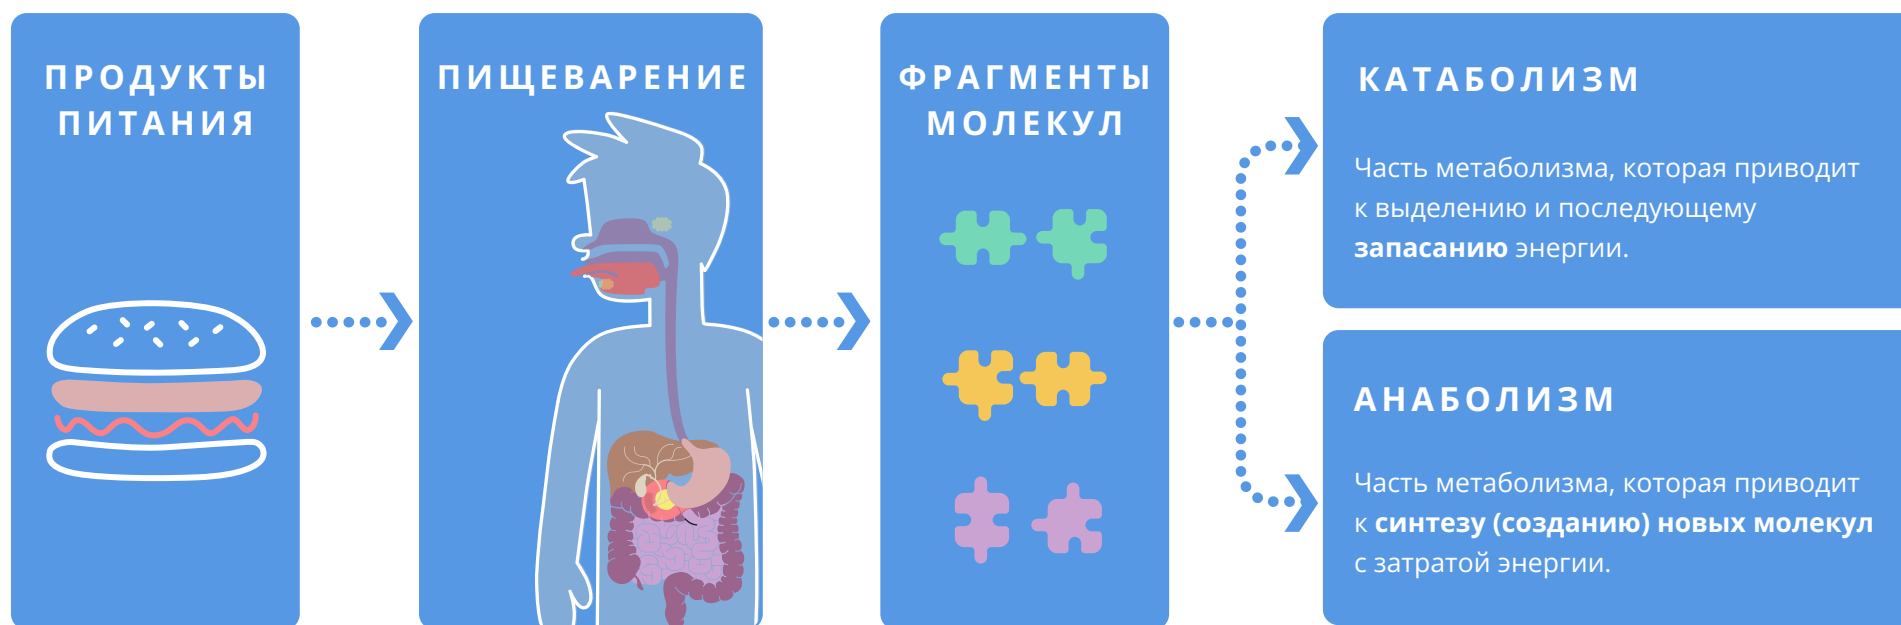 ПРОДУКТЫ
ПИТАНИЯ
ПИЩЕВАРЕНИЕ
ФРАГМЕНТЫ
МОЛЕКУЛ
КАТАБОЛИЗМ
Часть метаболизма, которая приводит
к выделению и последующему
запасанию энергии.
АНАБОЛИЗМ
Часть метаболизма, которая приводит
к синтезу (созданию) новых молекул
с затратой энергии.